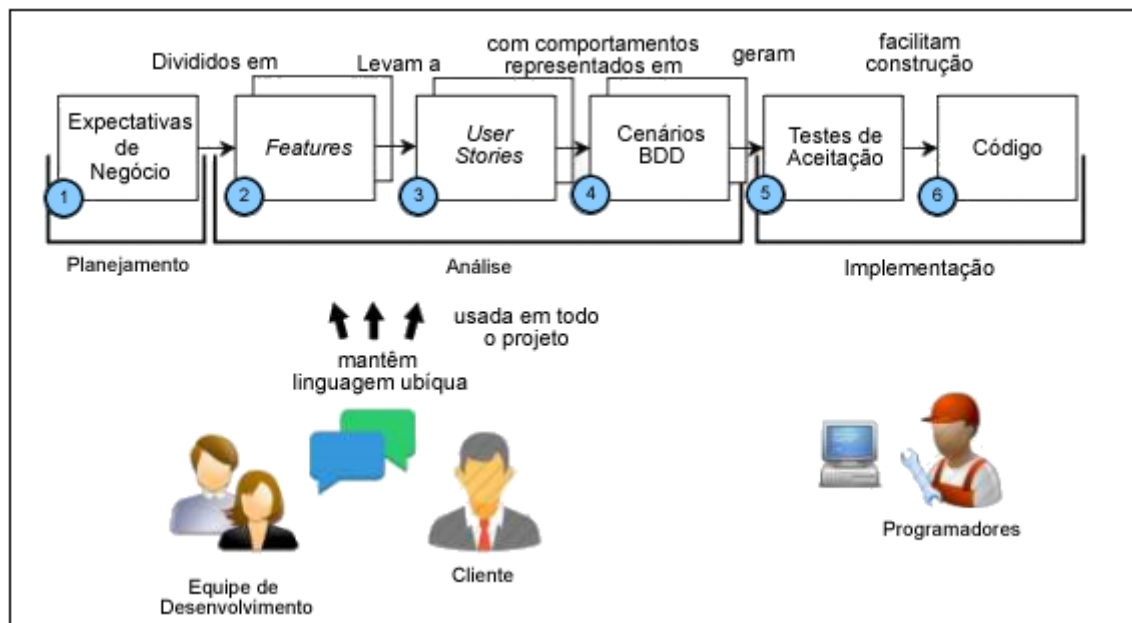 Divididos em
Levam a
com comportamentos
representados em
geram
facilitam
construção
Expectativas
de
Negócio
Features
User
Stories
Cenários
BDD
Testes de
Aceitação
Código
1
2
3
4
5
6
Planejamento
Análise
Implementação
usada em todo
o projeto
mantêm
linguagem ubíqua
Equipe de
Desenvolvimento
Cliente
Programadores